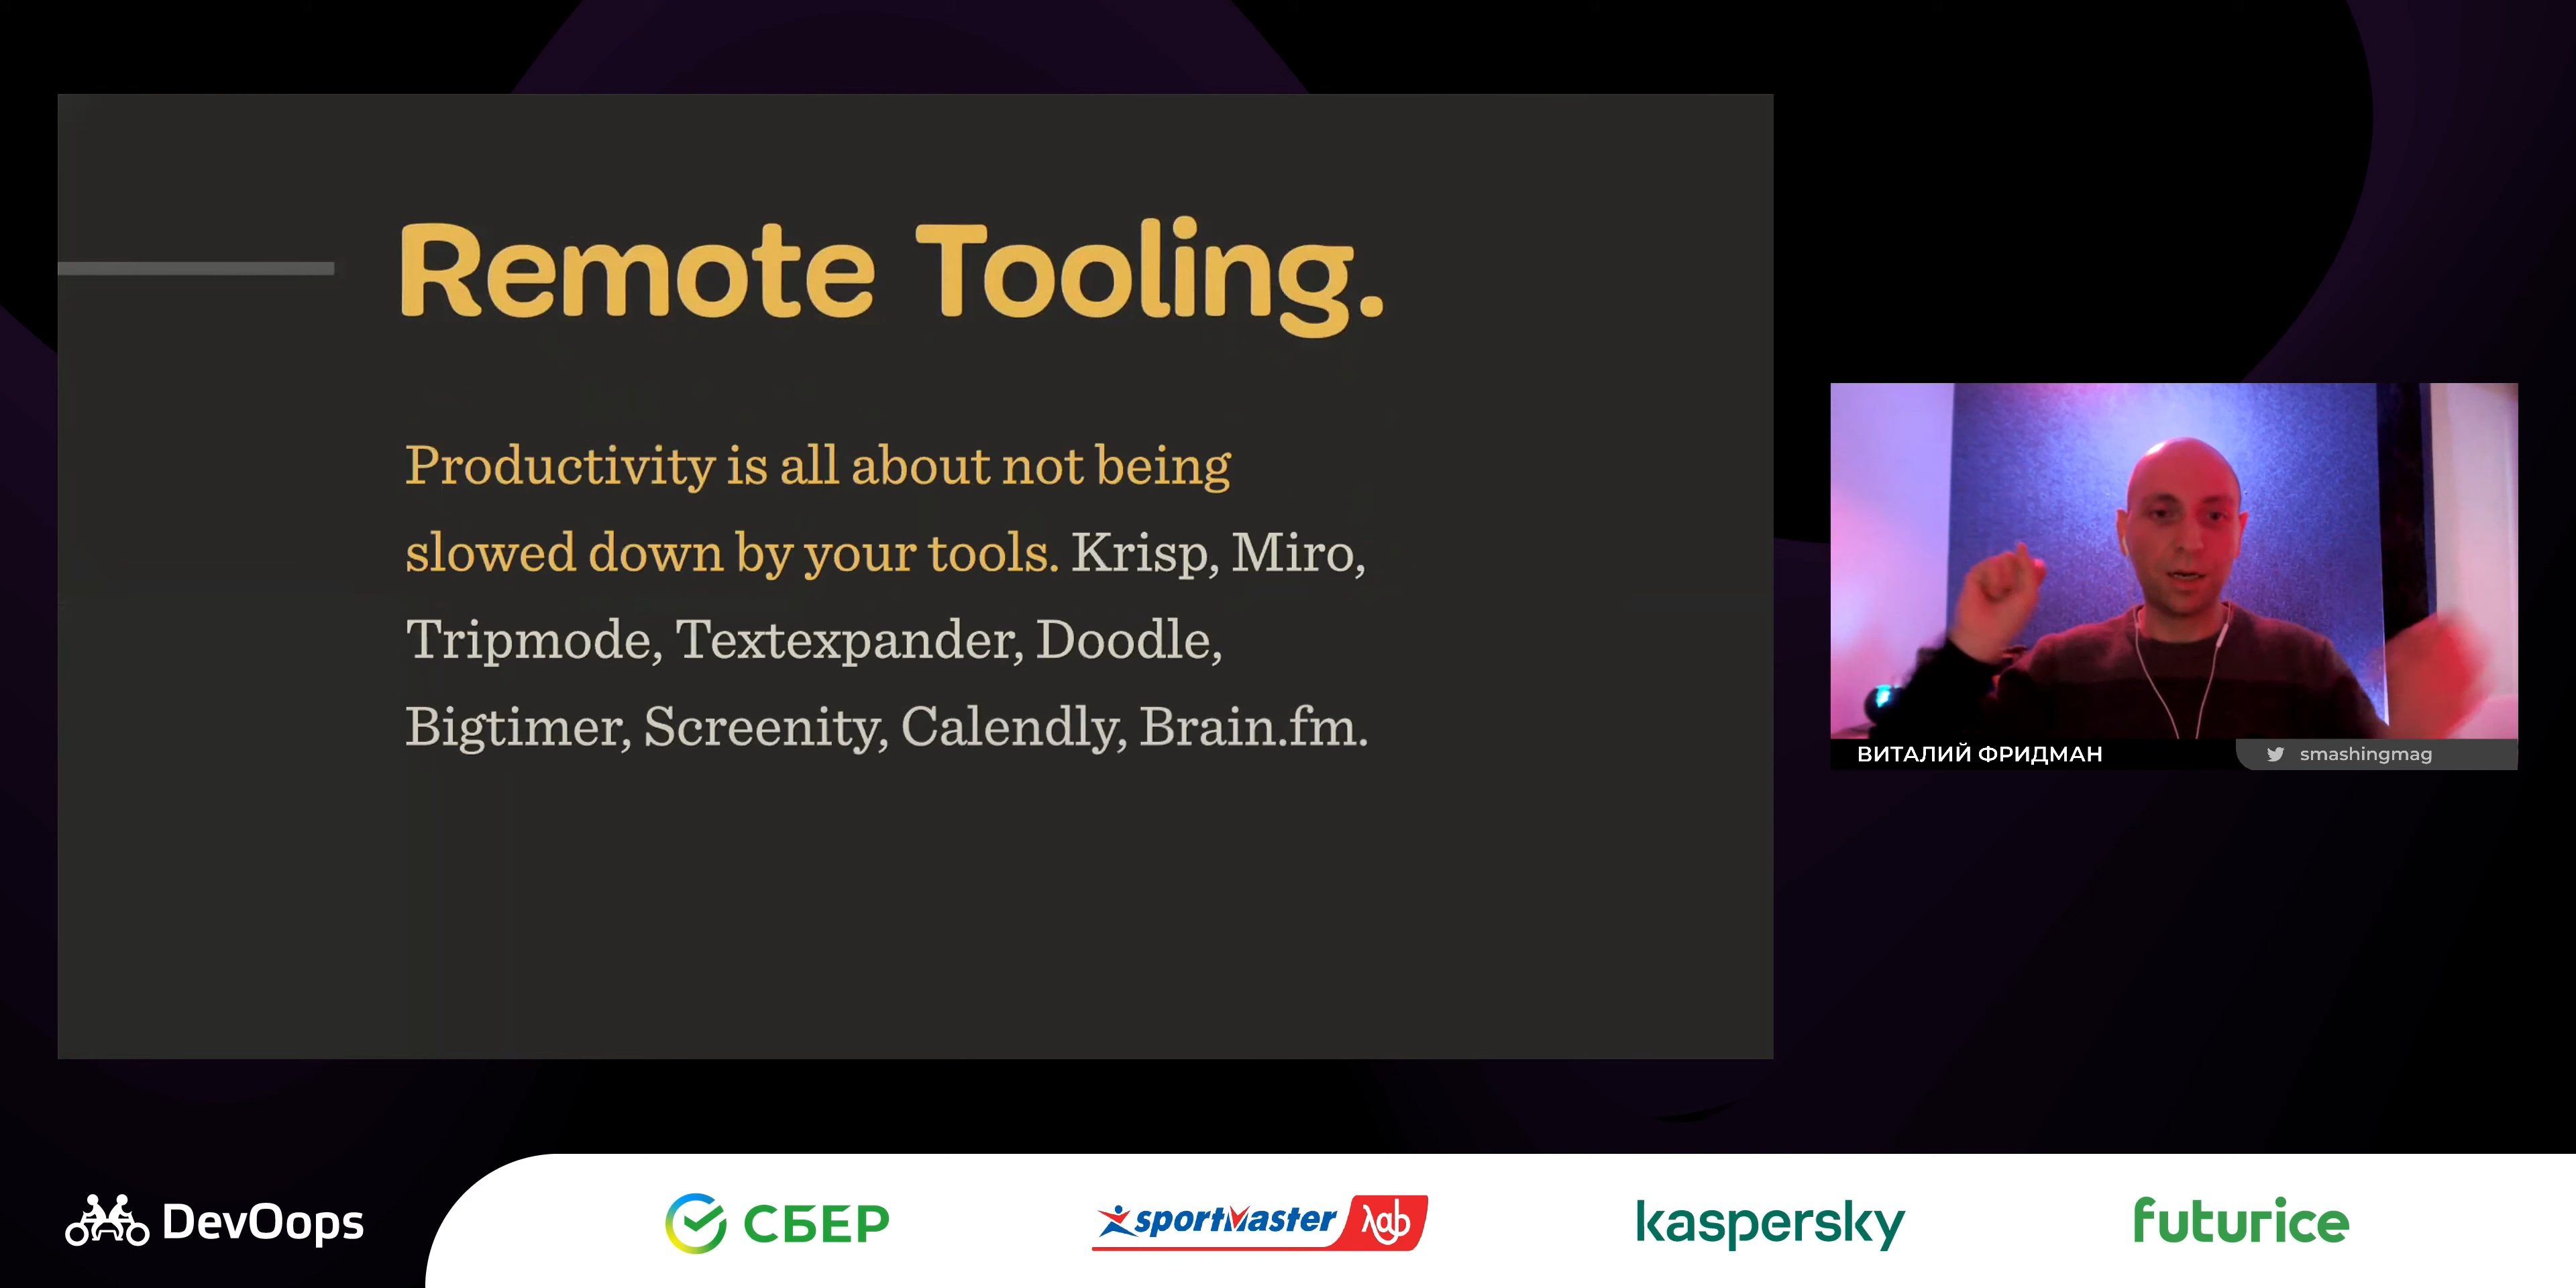 Remote Tooling.
Productivity is all about not being
slowed down by your tools. Krisp, Miro,
Tripmode, Textexpander, Doodle,
Bigtimer, Screenity, Calendly, Brain.fm.
ВИТАЛИЙ ФРИДМАН
smashingmag
DevOops
СБЕР
sportmaster λab
kaspersky
futurice